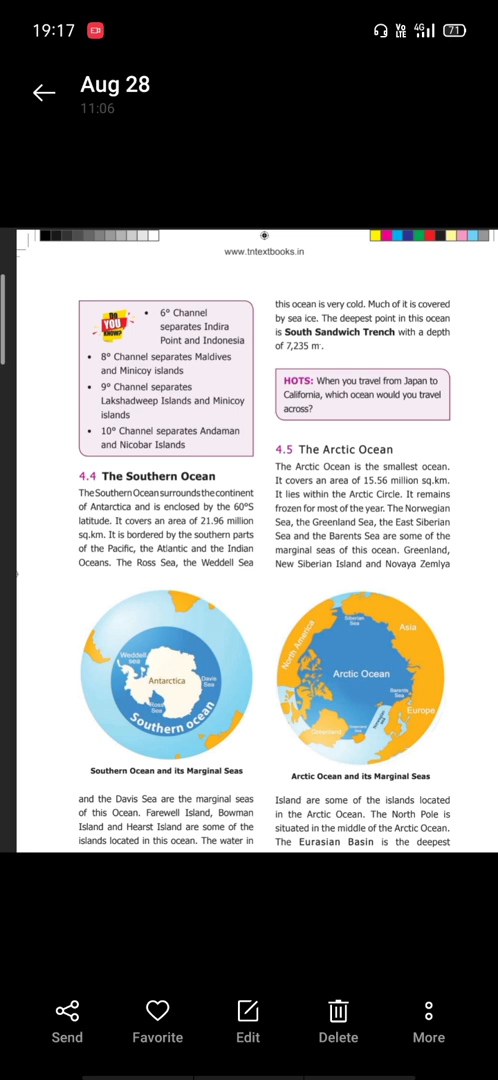 19:17
Vo
LTE
4G
71
Aug 28
11:06
www.tntextbooks.in
Do
YOU
KNOW?
• 6° Channel
separates Indira
Point and Indonesia
• 8° Channel separates Maldives
and Minicoy islands
• 9° Channel separates
Lakshadweep Islands and Minicoy
islands
• 10° Channel separates Andaman
and Nicobar Islands
4.4 The Southern Ocean
The Southern Ocean surrounds the continent
of Antarctica and is enclosed by the 60°S
latitude. It covers an area of 21.96 million
sq.km. It is bordered by the southern parts
of the Pacific, the Atlantic and the Indian
Oceans. The Ross Sea, the Weddell Sea
Weddell
Sea
Antarctica
Davis
Sea
Ross
Sea
Southern ocean
Southern Ocean and its Marginal Seas
and the Davis Sea are the marginal seas
of this Ocean. Farewell Island, Bowman
Island and Hearst Island are some of the
islands located in this ocean. The water in
this ocean is very cold. Much of it is covered
by sea ice. The deepest point in this ocean
is South Sandwich Trench with a depth
of 7,235 m.
HOTS: When you travel from Japan to
California, which ocean would you travel
across?
4.5 The Arctic Ocean
The Arctic Ocean is the smallest ocean.
It covers an area of 15.56 million sq.km.
It lies within the Arctic Circle. It remains
frozen for most of the year. The Norwegian
Sea, the Greenland Sea, the East Siberian
Sea and the Barents Sea are some of the
marginal seas of this ocean. Greenland,
New Siberian Island and Novaya Zemlya
Siberian
Sea
Asia
North America
Arctic Ocean
Barents
Sea
Europe
Greenland
Arctic Ocean and its Marginal Seas
Island are some of the islands located
in the Arctic Ocean. The North Pole is
situated in the middle of the Arctic Ocean.
The Eurasian Basin is the deepest
Send
Favorite
Edit
Delete
More